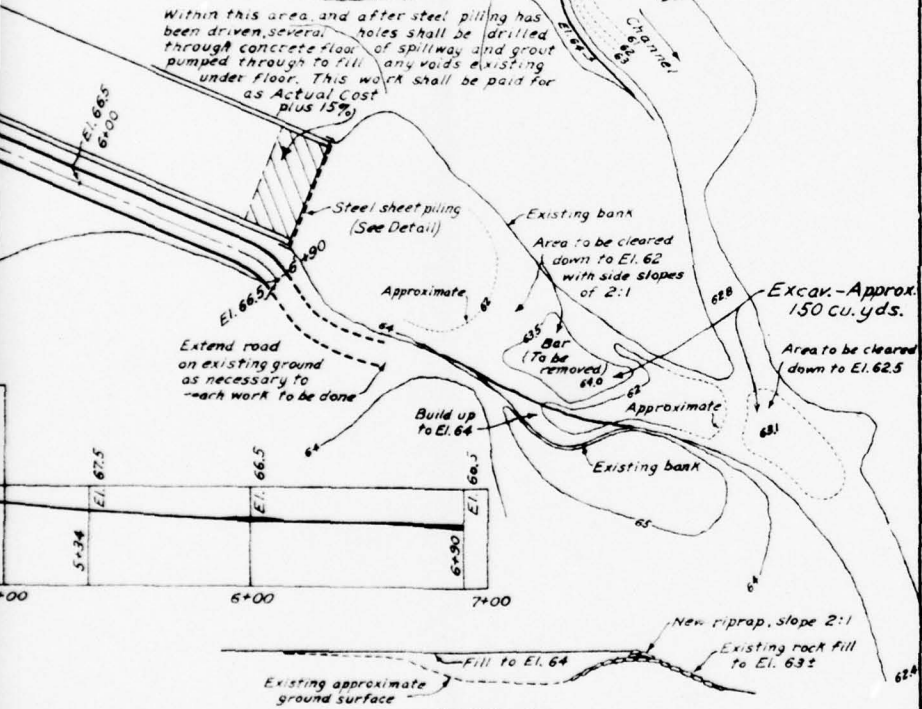 Within this area, and after steel piling has
been driven, several holes shall be drilled
through concrete floor of spillway and grout
pumped through to fill any voids existing
under floor. This work shall be paid for
as Actual Cost
plus 15%
El. 64±
Channel
61
62
63
El. 66.5
6+00
Steel sheet piling
(See Detail)
Existing bank
6+90
El. 66.5
Area to be cleared
down to El. 62
with side slopes
of 2:1
Approximate
62
62.8
Excav.-Approx.
150 cu. yds.
64
63.5
Bar
(To be
removed)
64.0
62
Extend road
on existing ground
as necessary to
work to be done
Area to be cleared
down to El. 62.5
Build up
to El. 64
Approximate
63.1
64
Existing bank
65
64
El. 67.5
El. 66.5
El. 60.5
5+34
6+90
+00
6+00
7+00
New riprap, slope 2:1
Fill to El. 64
Existing rock fill
to El. 63±
Existing approximate
ground surface
62.4